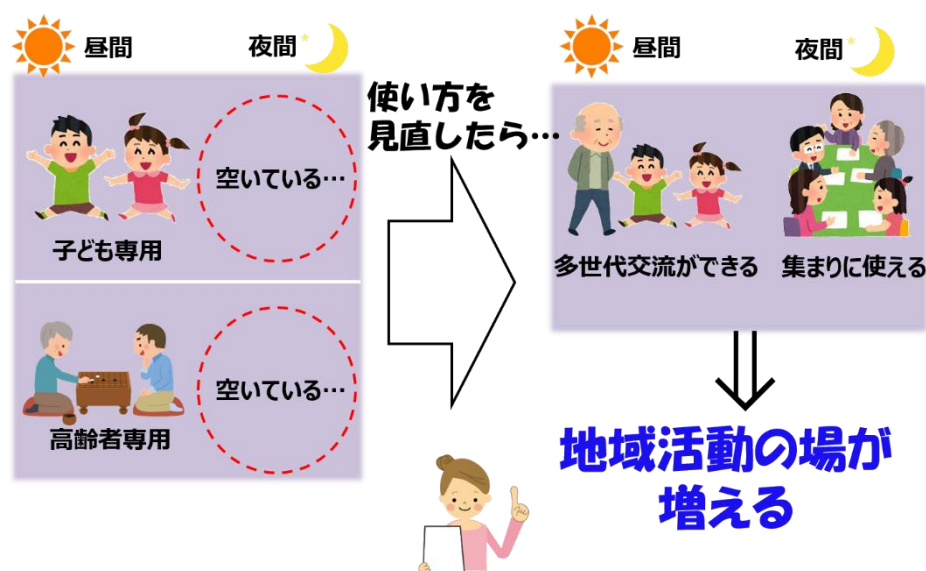 昼間
夜間
空いている…
子ども専用
空いている…
高齢者専用
使い方を
見直したら…
昼間
夜間
多世代交流ができる
集まりに使える
地域活動の場が
増える